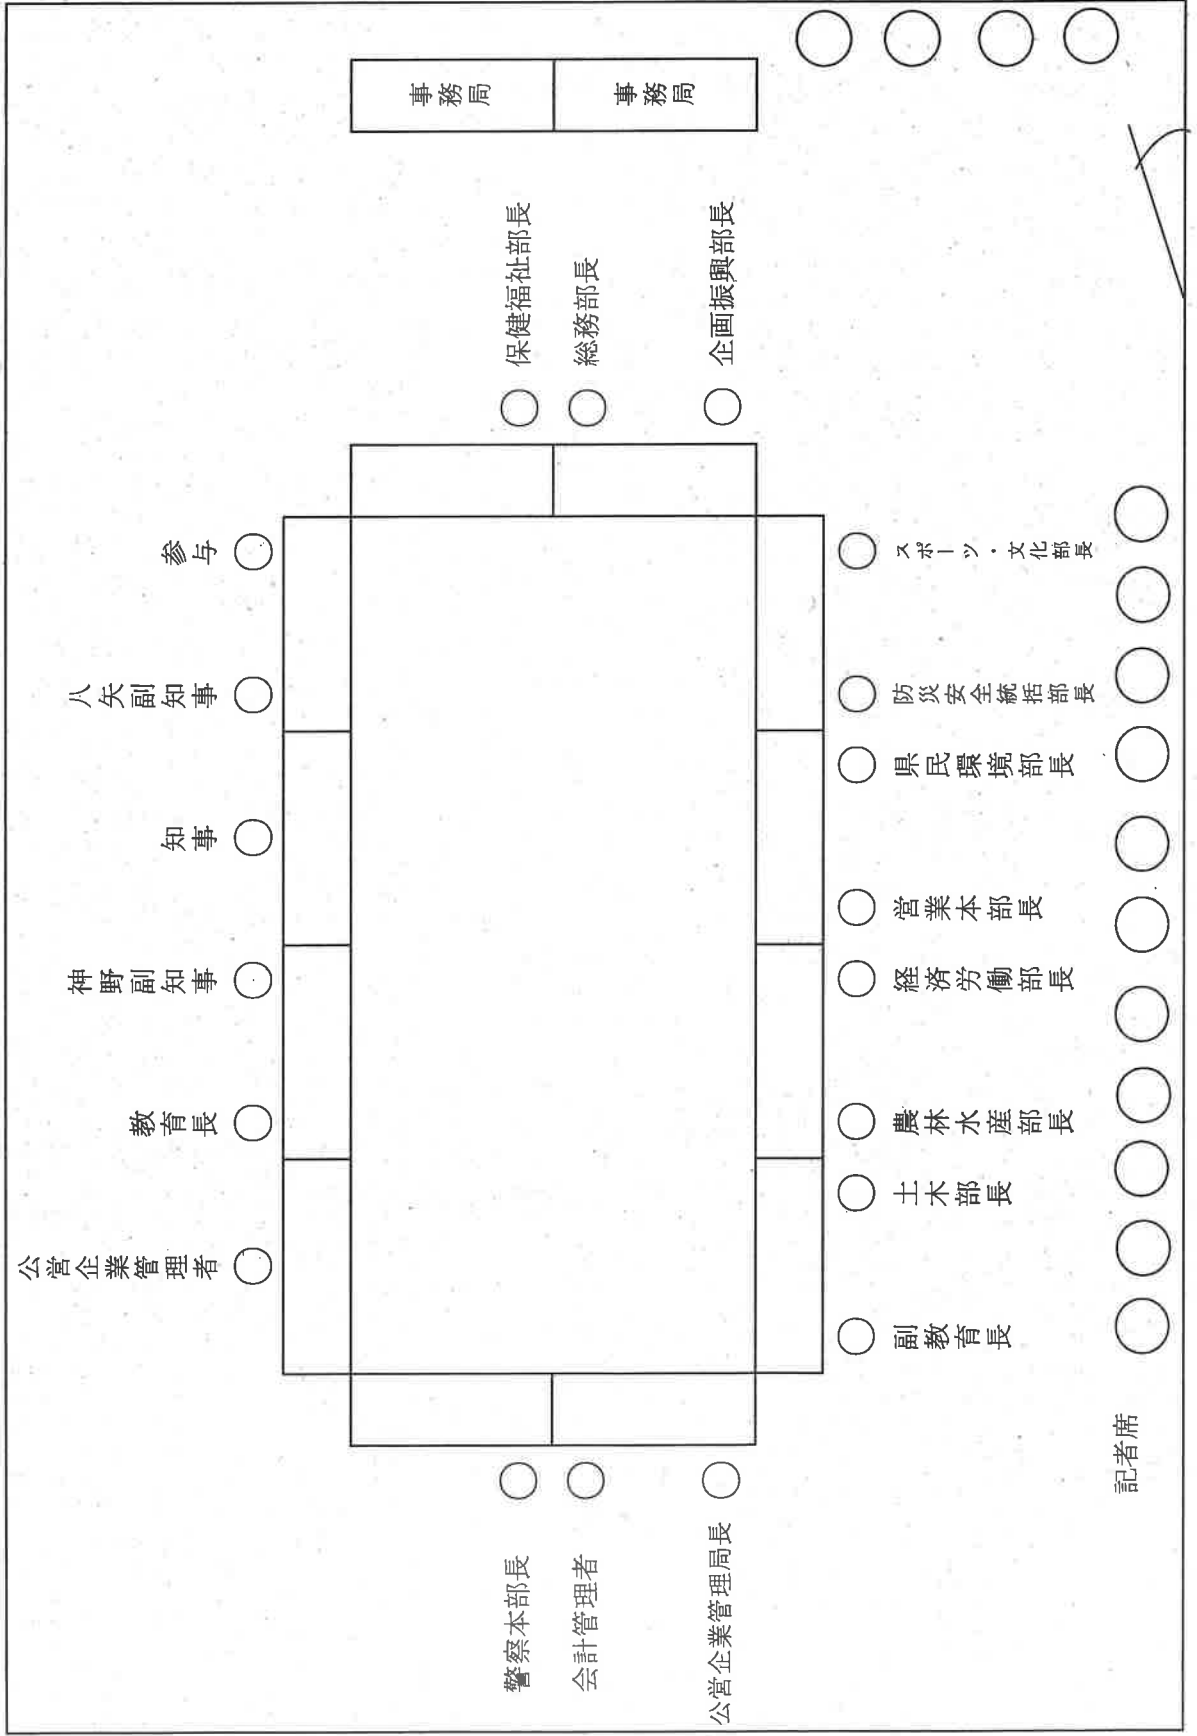 事務局
事務局
保健福祉部長
総務部長
企画振興部長
参与
八矢副知事
知事
神野副知事
教育長
公営企業管理者
スポーツ・文化部長
防災安全統括部長
県民環境部長
営業本部長
経済労働部長
農林水産部長
土木部長
副教育長
警察本部長
会計管理者
公営企業管理局長
記者席